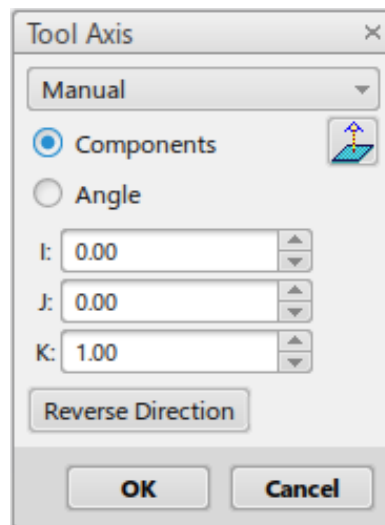 Tool Axis
Manual
Components
Angle
I: 0.00
J: 0.00
K: 1.00
Reverse Direction
OK Cancel